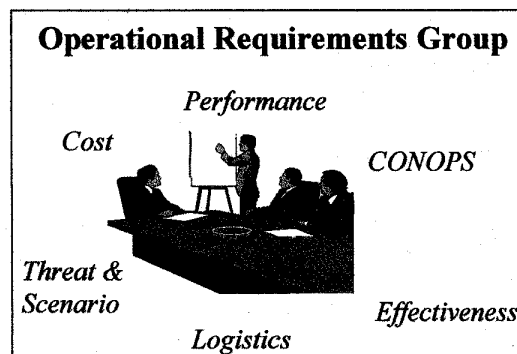 Operational Requirements Group
Performance
Cost
CONOPS
Threat &
Scenario
Effectiveness
Logistics